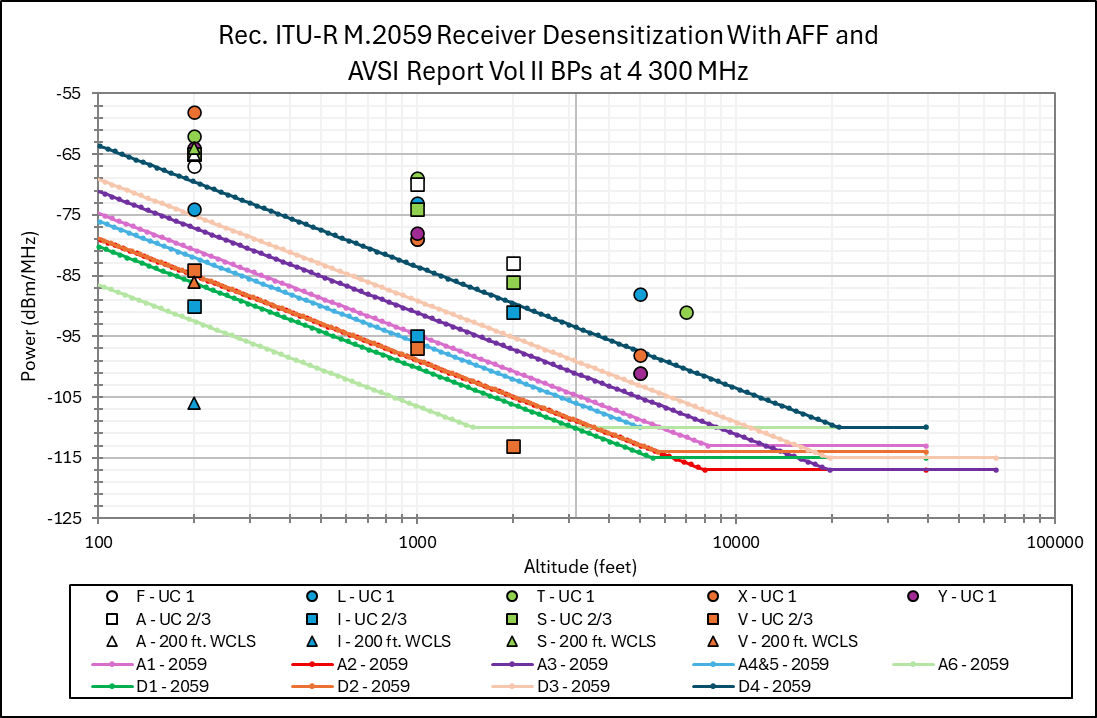 Rec. ITU-R M.2059 Receiver Desensitization With AFF and
AVSI Report Vol II BPs at 4 300 MHz
Power (dBm/MHz)
-55
-65
-75
-85
-95
-105
-115
-125
100 1000 10000 100000
Altitude (feet)
F - UC 1 L - UC 1 T - UC 1 X - UC 1 Y - UC 1
A - UC 2/3 I - UC 2/3 S - UC 2/3 V - UC 2/3
A - 200 ft. WCLS I - 200 ft. WCLS S - 200 ft. WCLS V - 200 ft. WCLS
A1 - 2059 A2 - 2059 A3 - 2059 A4&5 - 2059 A6 - 2059
D1 - 2059 D2 - 2059 D3 - 2059 D4 - 2059